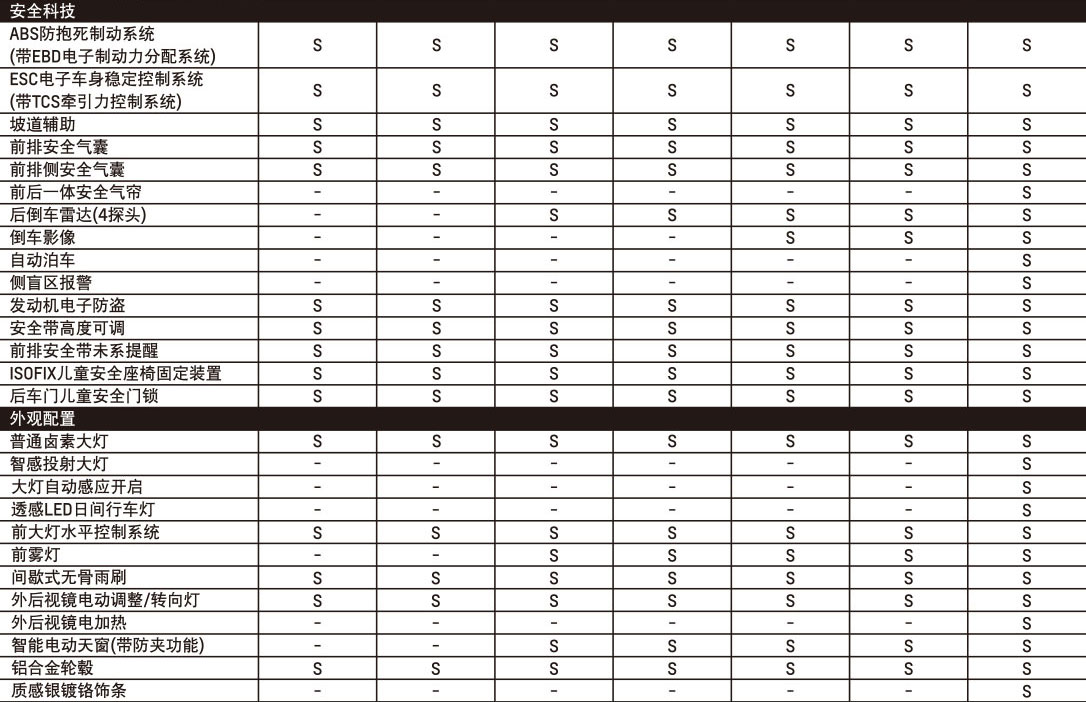 安全科技
ABS防抱死制动系统
(带EBD电子制动力分配系统) S S S S S S S
ESC电子车身稳定控制系统
(带TCS牵引力控制系统) S S S S S S S
坡道辅助 S S S S S S S
前排安全气囊 S S S S S S S
前排侧安全气囊 S S S S S S S
前后一体安全气帘 - - - - - - S
后倒车雷达(4探头) - - S S S S S
倒车影像 - - - - S S S
自动泊车 - - - - - - S
侧盲区报警 - - - - - - S
发动机电子防盗 S S S S S S S
安全带高度可调 S S S S S S S
前排安全带未系提醒 S S S S S S S
ISOFIX儿童安全座椅固定装置 S S S S S S S
后车门儿童安全门锁 S S S S S S S
外观配置
普通卤素大灯 S S S S S S S
智感投射大灯 - - - - - - S
大灯自动感应开启 - - - - - - S
透感LED日间行车灯 - - - - - - S
前大灯水平控制系统 S S S S S S S
前雾灯 - - S S S S S
间歇式无骨雨刷 S S S S S S S
外后视镜电动调整/转向灯 S S S S S S S
外后视镜电加热 - - - - - - S
智能电动天窗(带防夹功能) - - S S S S S
铝合金轮毂 S S S S S S S
质感银镀铬饰条 - - - - - - S